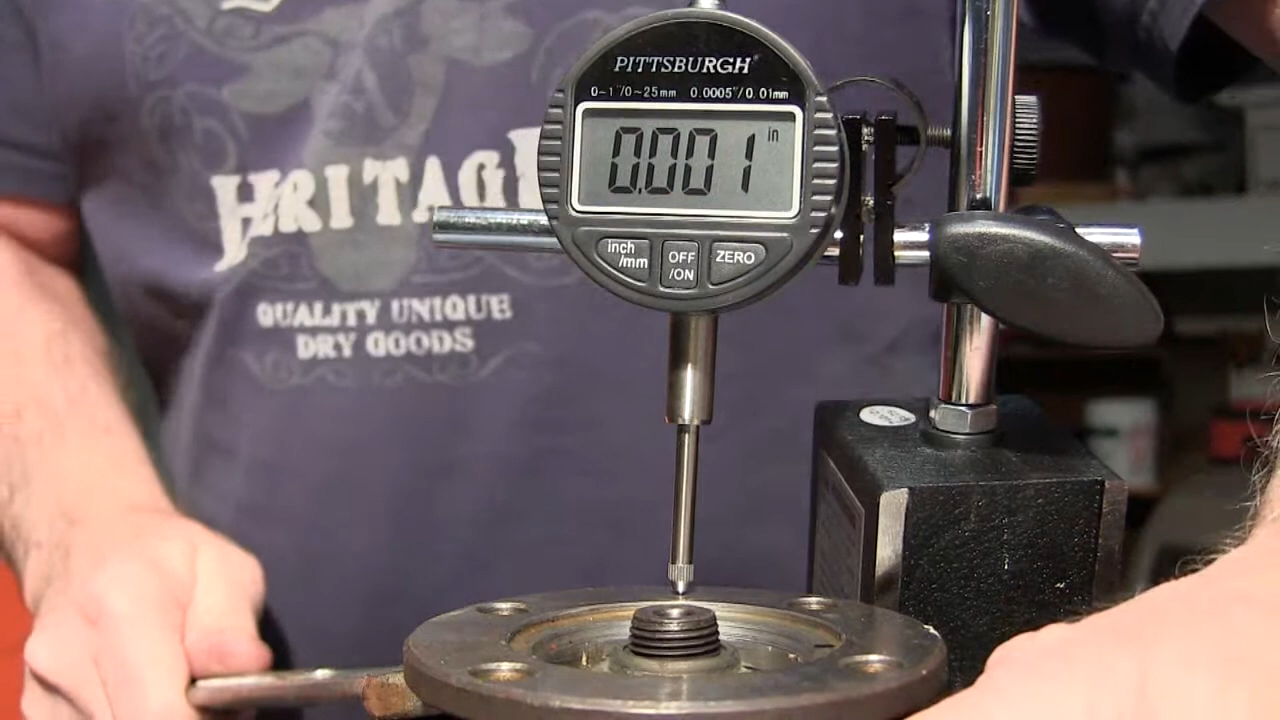 PITTSBURGH
0~1"/0~25mm 0.0005"/0.01mm
0.001 in
inch/mm
OFF/ON
ZERO
HERITAGE
QUALITY UNIQUE
DRY GOODS